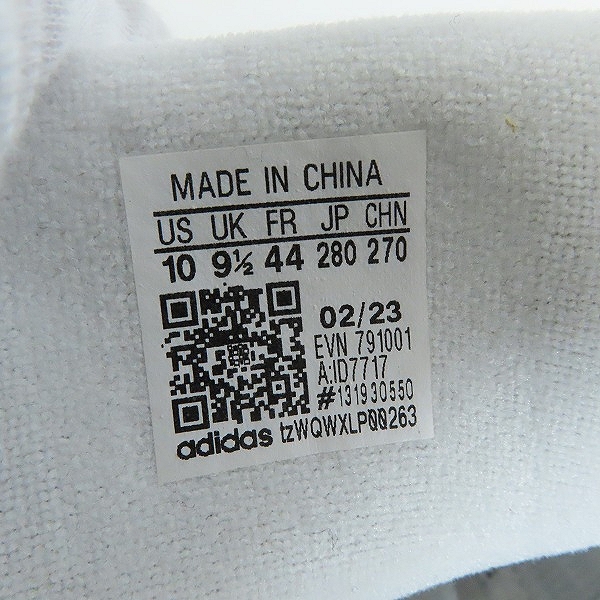 MADE IN CHINA
US UK FR JP CHN
10 9½ 44 280 270
02/23
EVN 791001
A:ID7717
#131930550
adidas tzWQWXLP00263